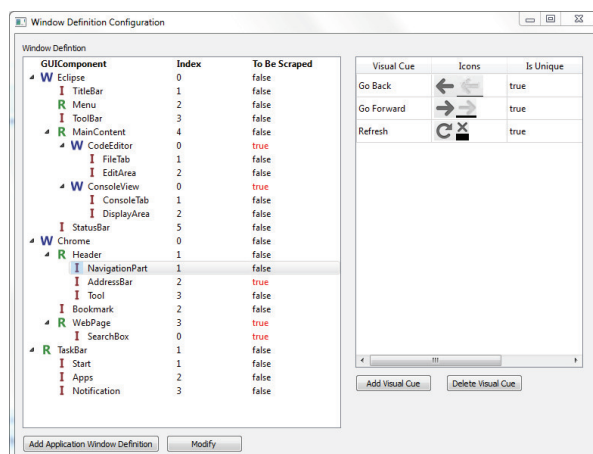 Window Definition Configuration
Window Defintion
GUIComponent Index To Be Scraped
W Eclipse 0 false
I TitleBar 1 false
R Menu 2 false
I ToolBar 3 false
R MainContent 4 false
W CodeEditor 0 true
I FileTab 1 false
I EditArea 2 false
W ConsoleView 0 true
I ConsoleTab 1 false
I DisplayArea 2 false
I StatusBar 5 false
W Chrome 0 false
R Header 1 false
I NavigationPart 1 false
I AddressBar 2 true
I Tool 3 false
I Bookmark 2 false
R WebPage 3 true
I SearchBox 0 true
R TaskBar 1 false
I Start 1 false
I Apps 2 false
I Notification 3 false
Visual Cue Icons Is Unique
Go Back true
Go Forward true
Refresh true
Add Visual Cue Delete Visual Cue
Add Application Window Definition Modify